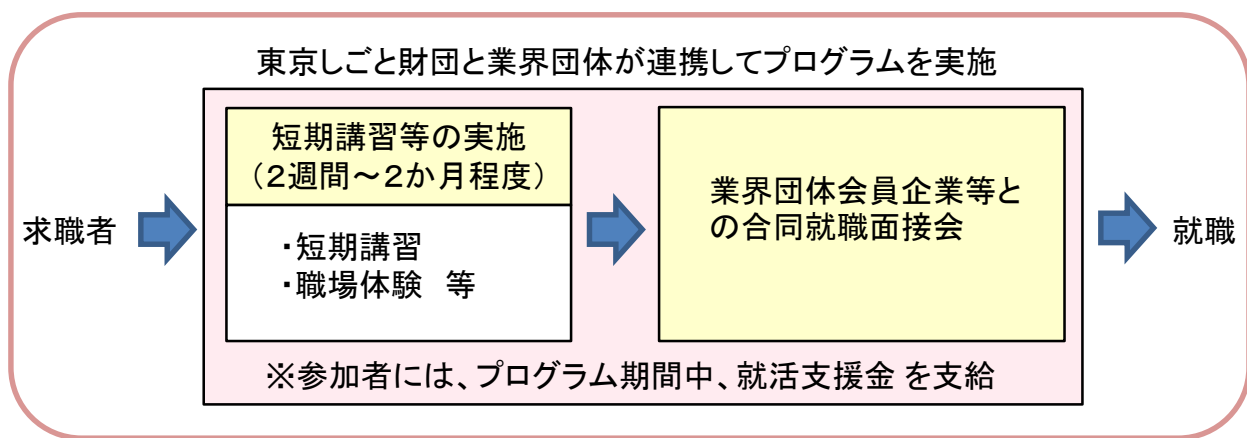 東京しごと財団と業界団体が連携してプログラムを実施
短期講習等の実施
（２週間～２か月程度）
・短期講習
・職場体験　等
業界団体会員企業等と
の合同就職面接会
求職者
就職
※参加者には、プログラム期間中、就活支援金 を支給